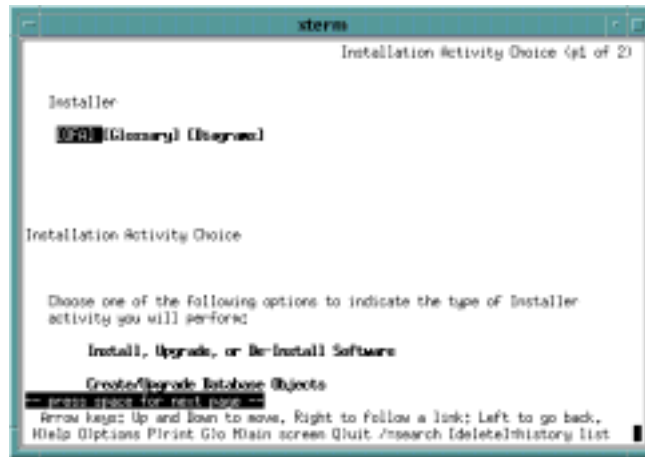 xterm
Installation Activity Choice (p1 of 2)
Installer
[OFA] [Glossary] [Diagrams]
Installation Activity Choice
Choose one of the following options to indicate the type of Installer
activity you will perform:
Install, Upgrade, or De-Install Software
Create/Upgrade Database Objects
-- press space for next page --
Arrow keys: Up and Down to move, Right to follow a link; Left to go back.
H)elp O)ptions P)rint G)o M)ain screen Q)uit /=search [delete]=history list